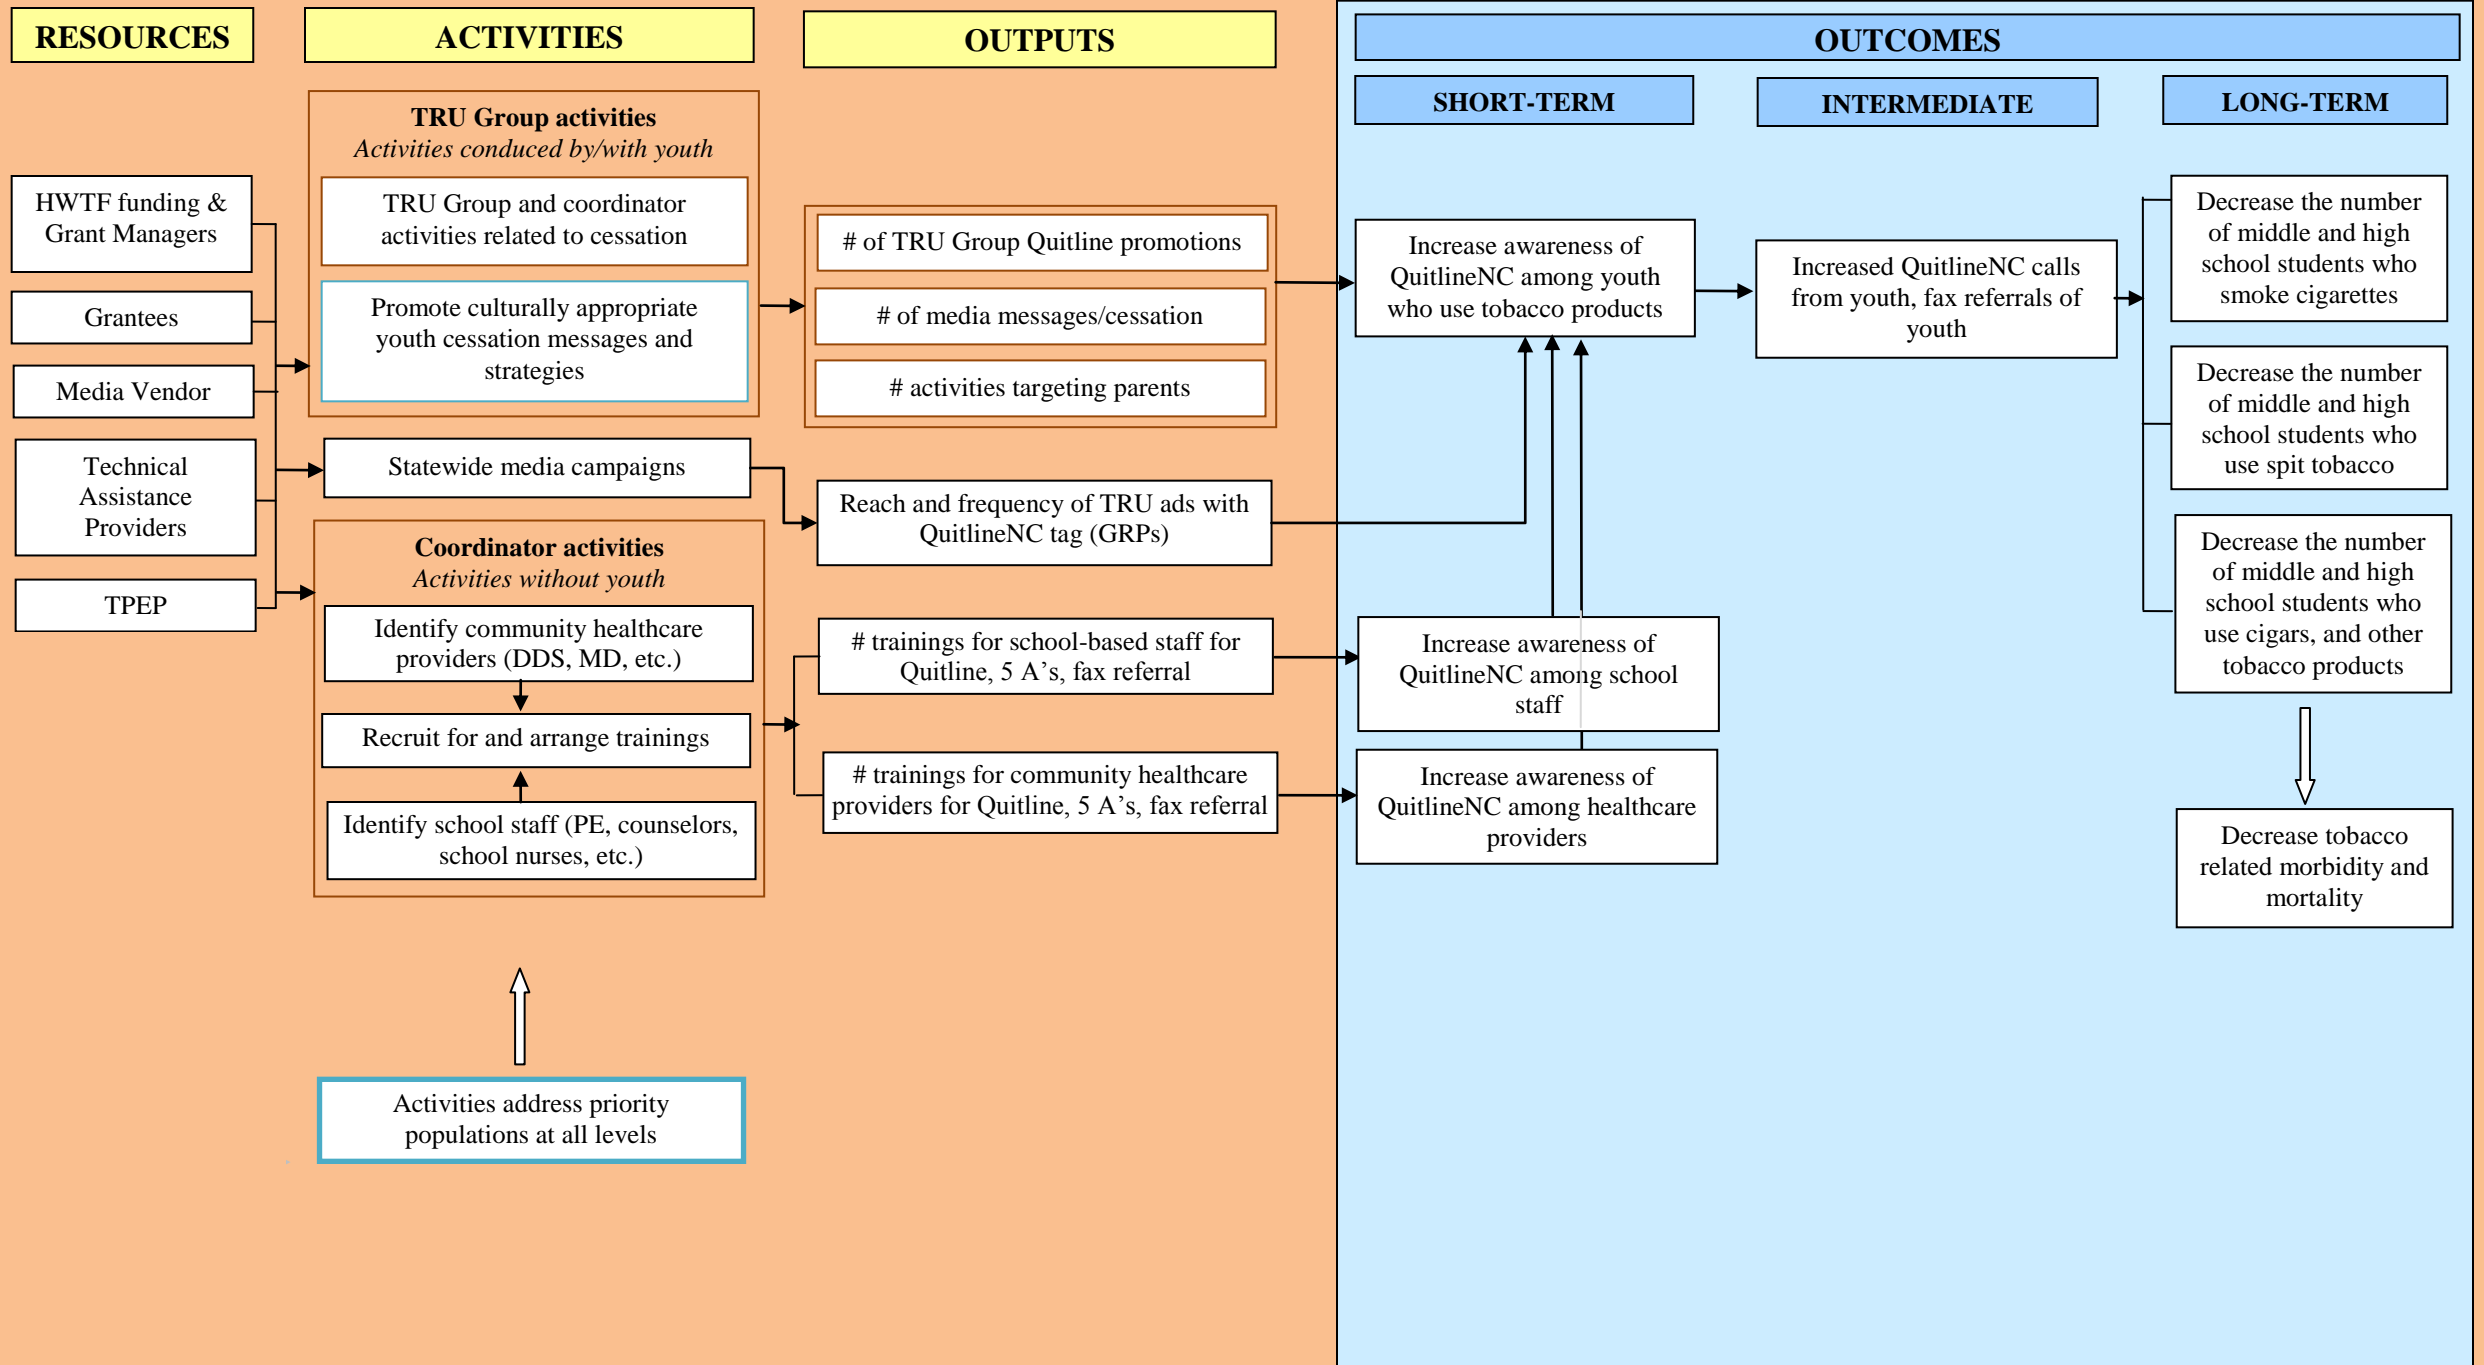 RESOURCES
ACTIVITIES
OUTPUTS
OUTCOMES
SHORT-TERM
INTERMEDIATE
LONG-TERM
HWTF funding &
Grant Managers
Grantees
Media Vendor
Technical
Assistance
Providers
TPEP
TRU Group activities
Activities conduced by/with youth
TRU Group and coordinator
activities related to cessation
Promote culturally appropriate
youth cessation messages and
strategies
Statewide media campaigns
Coordinator activities
Activities without youth
Identify community healthcare
providers (DDS, MD, etc.)
Recruit for and arrange trainings
Identify school staff (PE, counselors,
school nurses, etc.)
Activities address priority
populations at all levels
# of TRU Group Quitline promotions
# of media messages/cessation
# activities targeting parents
Reach and frequency of TRU ads with
QuitlineNC tag (GRPs)
# trainings for school-based staff for
Quitline, 5 A’s, fax referral
# trainings for community healthcare
providers for Quitline, 5 A’s, fax referral
Increase awareness of
QuitlineNC among youth
who use tobacco products
Increase awareness of
QuitlineNC among school
staff
Increase awareness of
QuitlineNC among healthcare
providers
Increased QuitlineNC calls
from youth, fax referrals of
youth
Decrease the number
of middle and high
school students who
smoke cigarettes
Decrease the number
of middle and high
school students who
use spit tobacco
Decrease the number
of middle and high
school students who
use cigars, and other
tobacco products
Decrease tobacco
related morbidity and
mortality